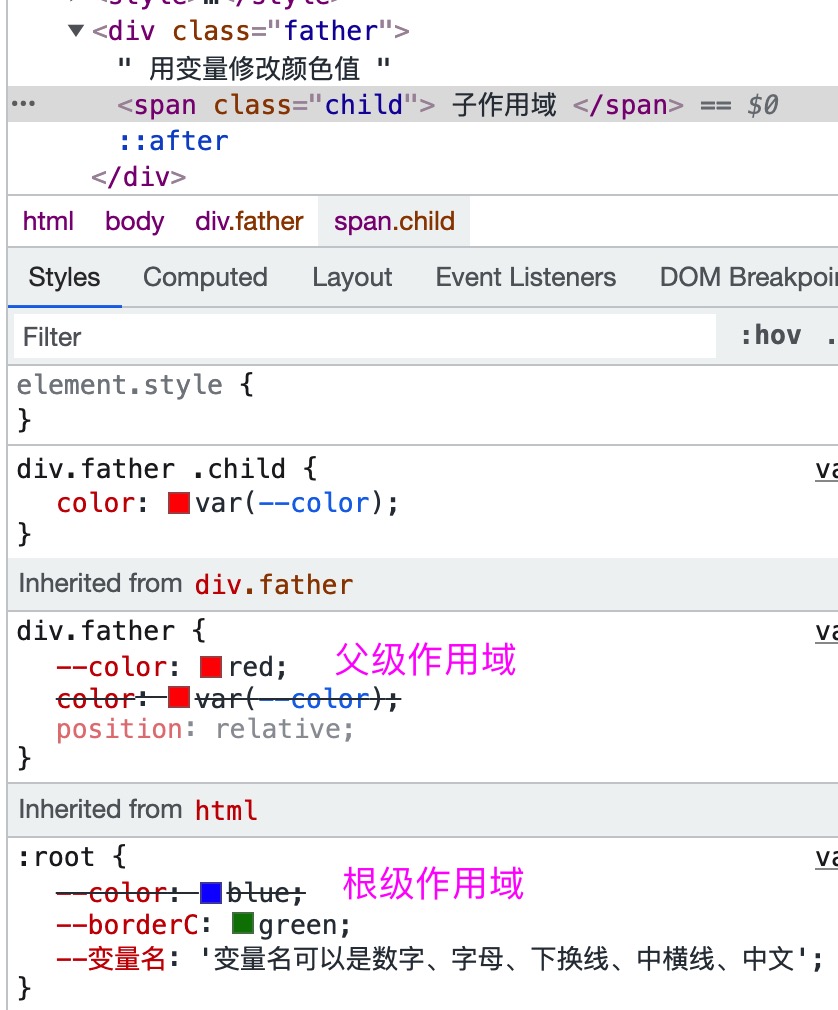 <style>…</style>
▼<div class="father">
" 用变量修改颜色值 "
••• <span class="child"> 子作用域 </span> == $0
::after
</div>
html body div.father span.child
Styles Computed Layout Event Listeners DOM Breakpoi
Filter :hov .
element.style {
}
div.father .child { va
color: var(--color);
}
Inherited from div.father
div.father { va
--color: red; 父级作用域
color: var(--color);
position: relative;
}
Inherited from html
:root { va
--color: blue; 根级作用域
--borderC: green;
--变量名: '变量名可以是数字、字母、下换线、中横线、中文';
}